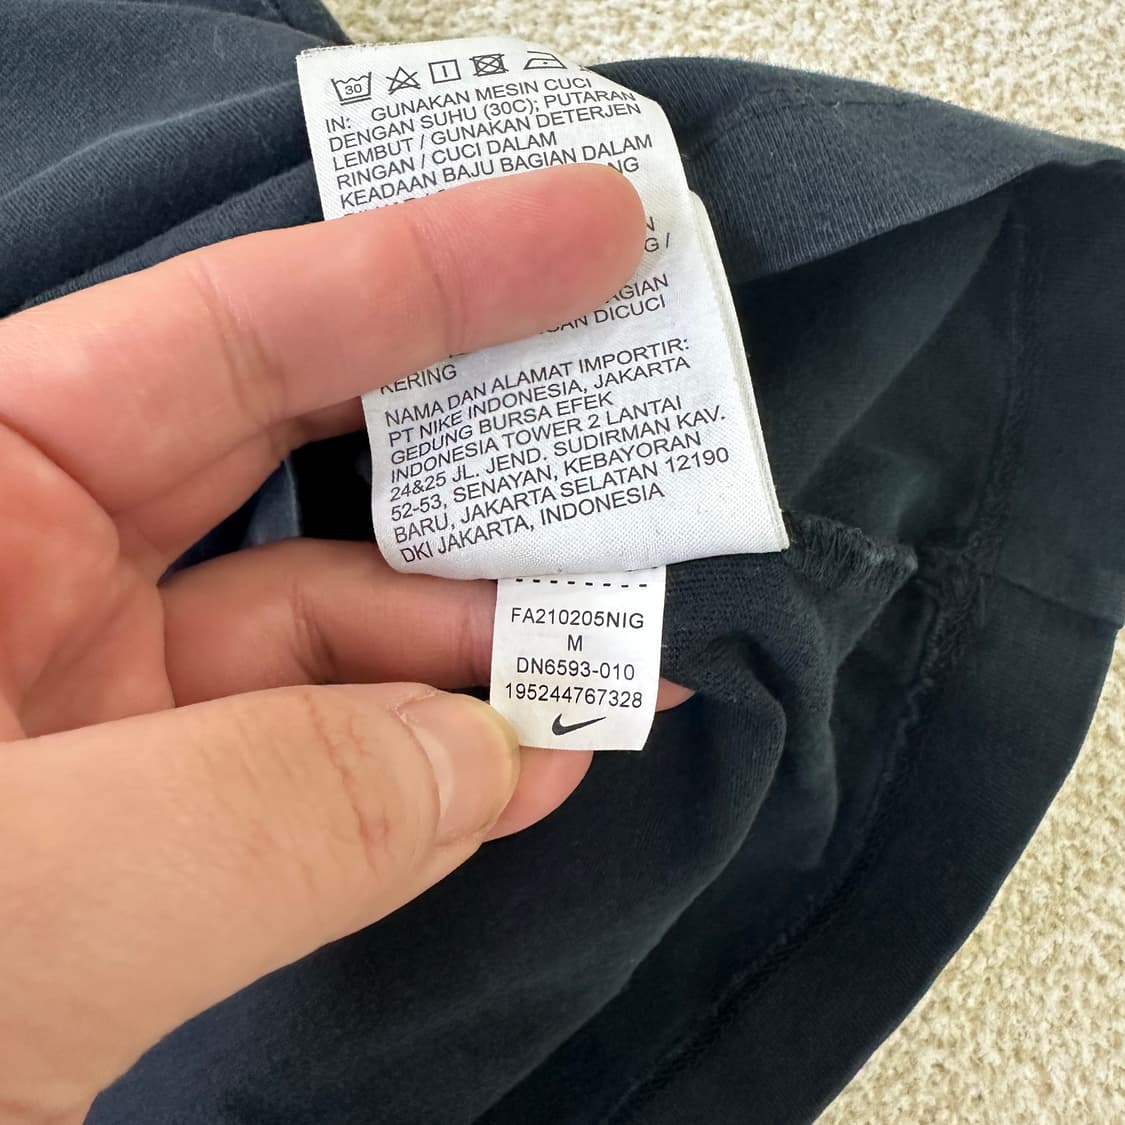 30
IN: GUNAKAN MESIN CUCI
DENGAN SUHU (30C); PUTARAN
LEMBUT / GUNAKAN DETERJEN
RINGAN / CUCI DALAM
KEADAAN BAJU BAGIAN DALAM
KERING
NAMA DAN ALAMAT IMPORTIR:
PT NIKE INDONESIA, JAKARTA
GEDUNG BURSA EFEK
INDONESIA TOWER 2 LANTAI
24&25 JL. JEND. SUDIRMAN KAV.
52-53, SENAYAN, KEBAYORAN
BARU, JAKARTA SELATAN 12190
DKI JAKARTA, INDONESIA
FA210205NIG
M
DN6593-010
195244767328